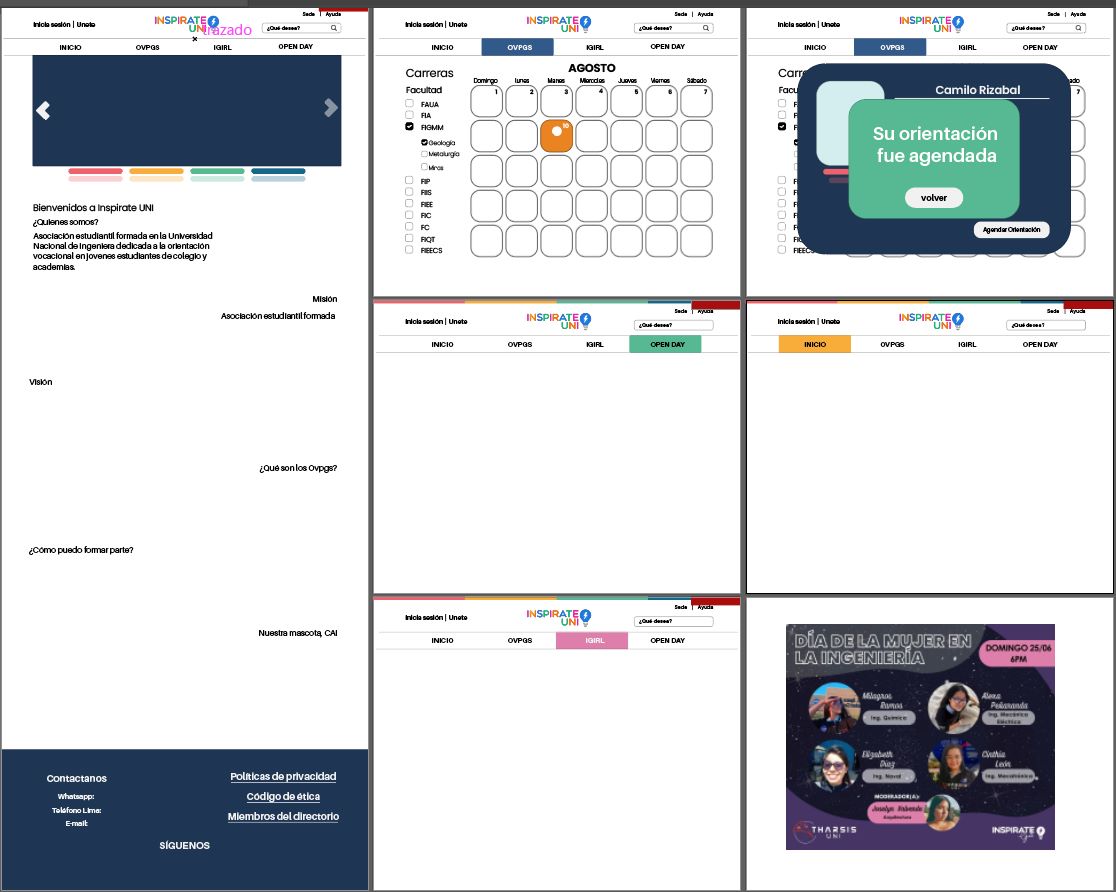 Sede | Ayuda
Inicia sesión | Unete
INSPIRATE
UNI
trazado
¿Qué desea?
INICIO OVPGS IGIRL OPEN DAY
Bienvenidos a Inspirate UNI
¿Quienes somos?
Asociación estudiantil formada en la Universidad
Nacional de Ingeniera dedicada a la orientación
vocacional en jovenes estudiantes de colegio y
academias.
Misión
Asociación estudiantil formada
Visión
¿Qué son los Ovpgs?
¿Cómo puedo formar parte?
Nuestra mascota, CAI
Contactanos
Whatsapp:
Teléfono Lima:
E-mail:
Políticas de privacidad
Código de ética
Miembros del directorio
SÍGUENOS
Sede | Ayuda
Inicia sesión | Unete
INSPIRATE
UNI
¿Qué desea?
INICIO OVPGS IGIRL OPEN DAY
Carreras
Facultad
FAUA
FIA
FIGMM
Geologia
Metalurgia
Minas
FIP
FIIS
FIEE
FIC
FC
FIQT
FIEECS
AGOSTO
Domingo Lunes Martes Miercoles Jueves Viernes Sábado
1 2 3 4 5 6 7
10
Sede | Ayuda
Inicia sesión | Unete
INSPIRATE
UNI
¿Qué desea?
INICIO OVPGS IGIRL OPEN DAY
Carr
Facu
7
Camilo Rizabal
Su orientación
fue agendada
volver
Agendar Orientación
FIEECS
Sede | Ayuda
Inicia sesión | Unete
INSPIRATE
UNI
¿Qué desea?
INICIO OVPGS IGIRL OPEN DAY
Sede | Ayuda
Inicia sesión | Unete
INSPIRATE
UNI
¿Qué desea?
INICIO OVPGS IGIRL OPEN DAY
Sede | Ayuda
Inicia sesión | Unete
INSPIRATE
UNI
¿Qué desea?
INICIO OVPGS IGIRL OPEN DAY
DÍA DE LA MUJER EN
LA INGENIERÍA
DOMINGO 25/06
6PM
Milagros
Ramos
Ing. Química
Alexa
Peñaranda
Ing. Mecánica
Eléctrica
Elizabeth
Díaz
Ing. Naval
Cinthia
León
Ing. Mecatrónica
MODERADOR(A):
Joselyn Valverde
Arquitectura
THARSIS
UNI
INSPIRATE